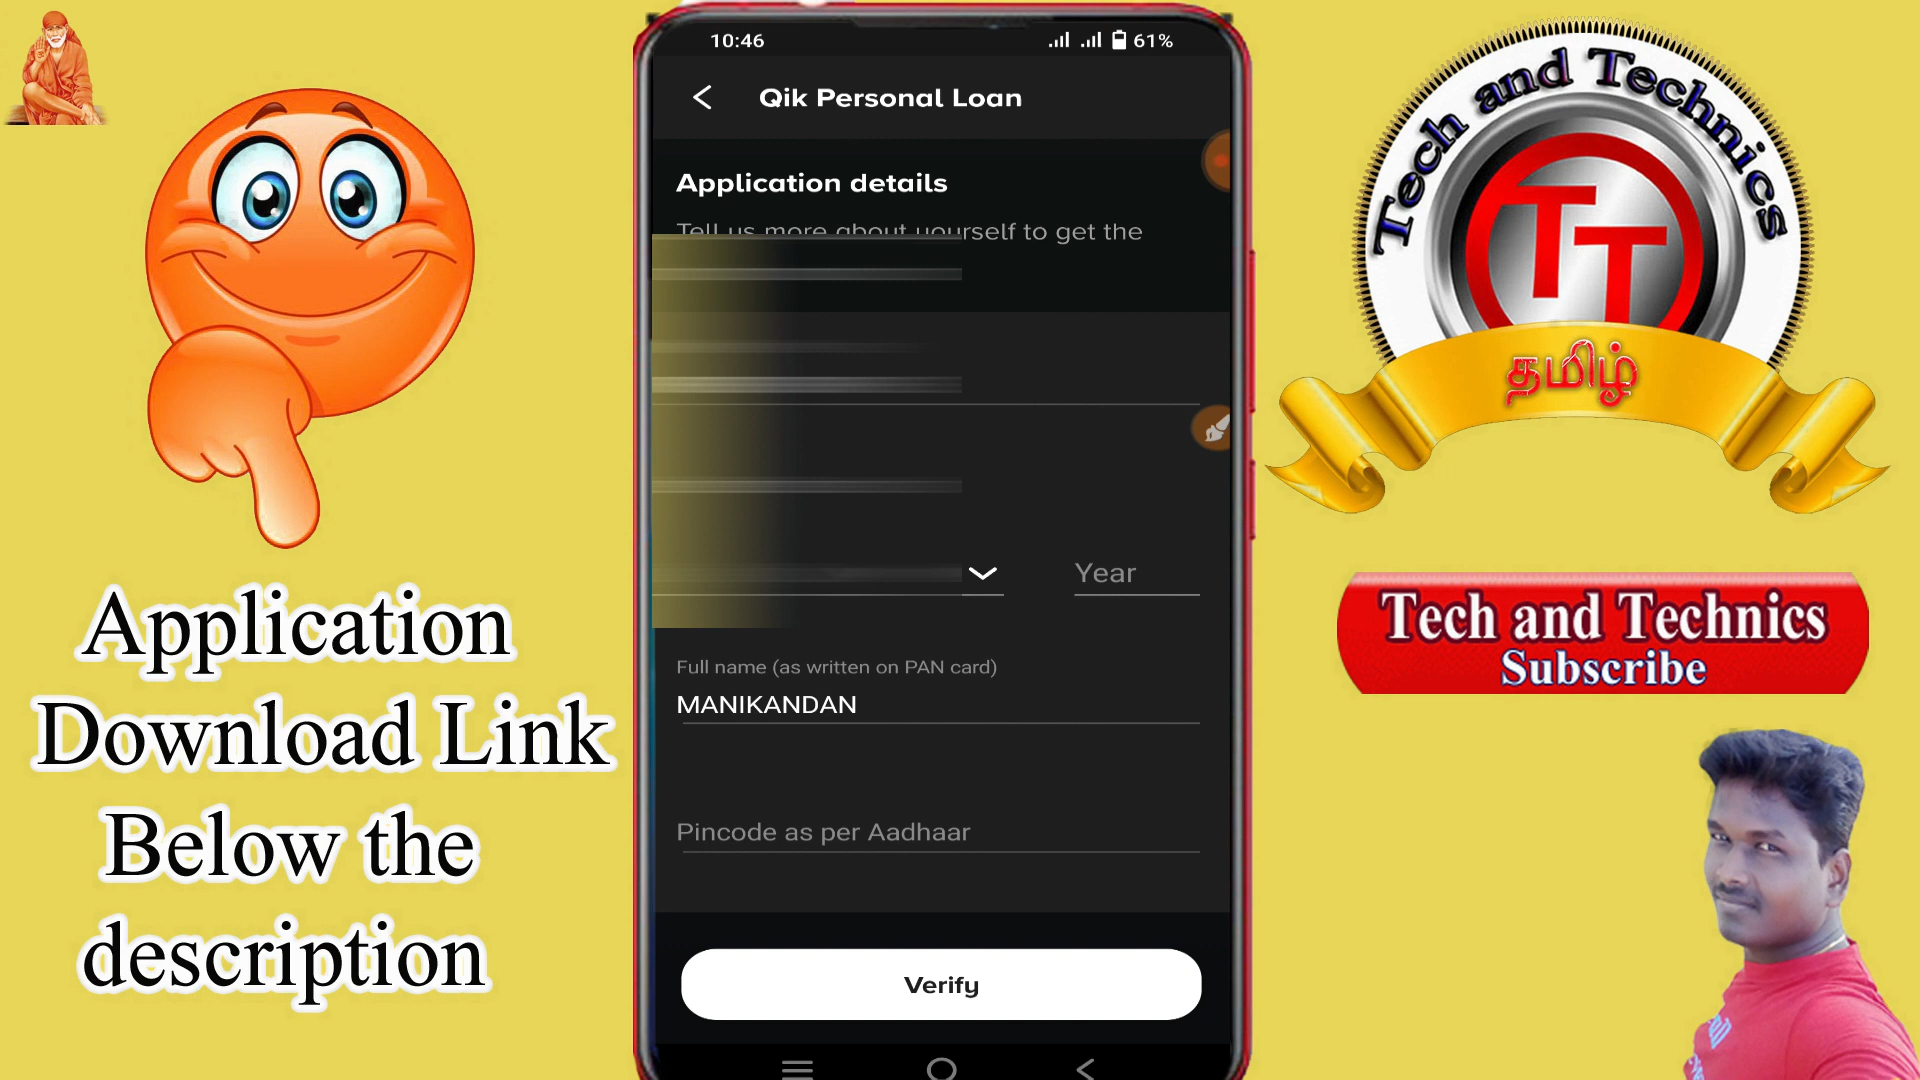 10:46
61%
Qik Personal Loan
Application details
Tell us more about yourself to get the
Year
Full name (as written on PAN card)
MANIKANDAN
Pincode as per Aadhaar
Verify
Application
Download Link
Below the
description
Tech and Technics
TT
தமிழ்
Tech and Technics
Subscribe